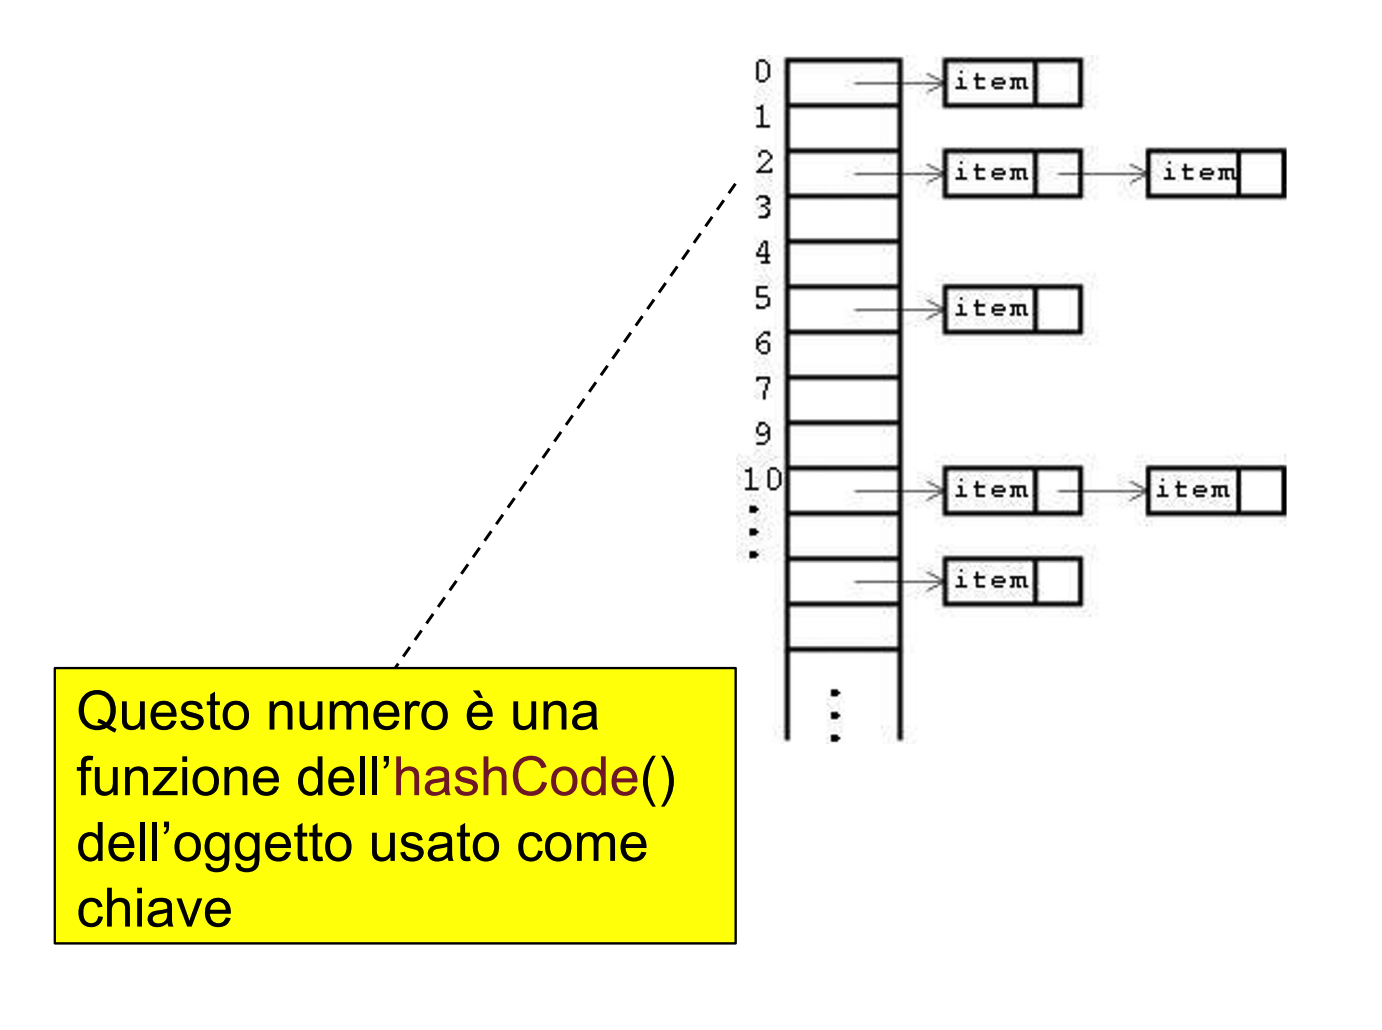 0 item
1
2 item item
3
4
5 item
6
7
9
10 item item
item
Questo numero è una
funzione dell’hashCode()
dell’oggetto usato come
chiave